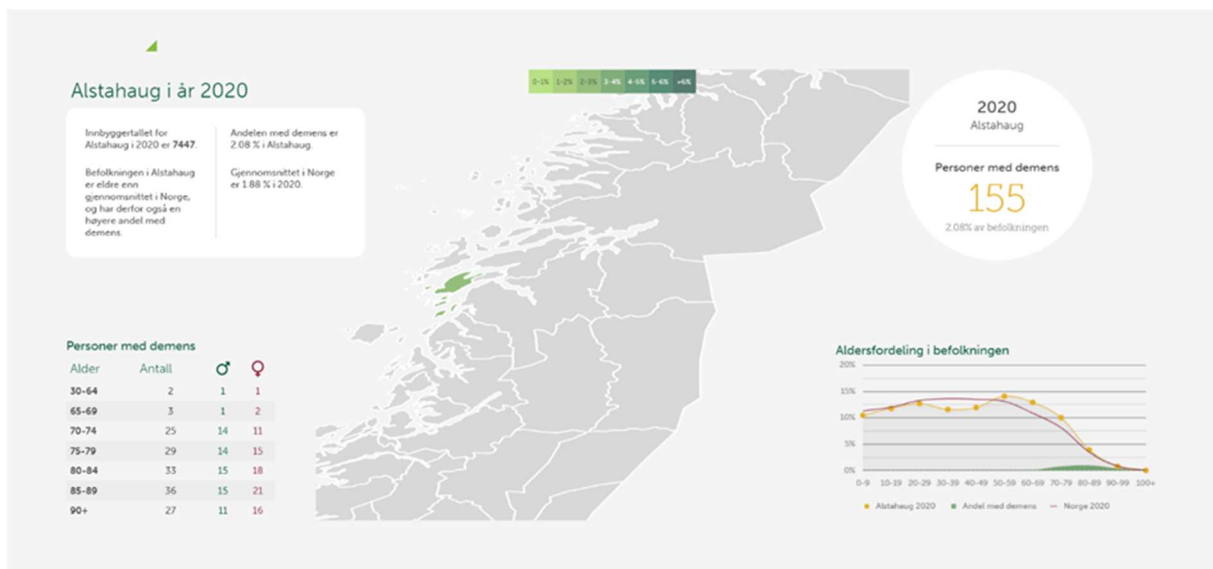 Alstahaug i år 2020
Innbyggertallet for
Alstahaug i 2020 er 7447.
Befolkningen i Alstahaug
er eldre enn
gjennomsnittet i Norge,
og har derfor også en
høyere andel med
demens.
Andelen med demens er
2.08 % i Alstahaug.
Gjennomsnittet i Norge
er 1.88 % i 2020.
0-1% 1-2% 2-3% 3-4% 4-5% 5-6% >6%
2020
Alstahaug
Personer med demens
155
2.08% av befolkningen
Personer med demens
Alder Antall ♂ ♀
30-64 2 1 1
65-69 3 1 2
70-74 25 14 11
75-79 29 14 15
80-84 33 15 18
85-89 36 15 21
90+ 27 11 16
Aldersfordeling i befolkningen
20%
15%
10%
5%
0%
0-9 10-19 20-29 30-39 40-49 50-59 60-69 70-79 80-89 90-99 100+
Alstahaug 2020 Andel med demens Norge 2020